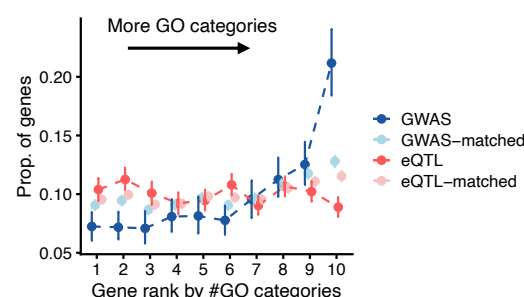 More GO categories
Prop. of genes
0.20
0.15
0.10
0.05
1 2 3 4 5 6 7 8 9 10
Gene rank by #GO categories
GWAS
GWAS−matched
eQTL
eQTL−matched